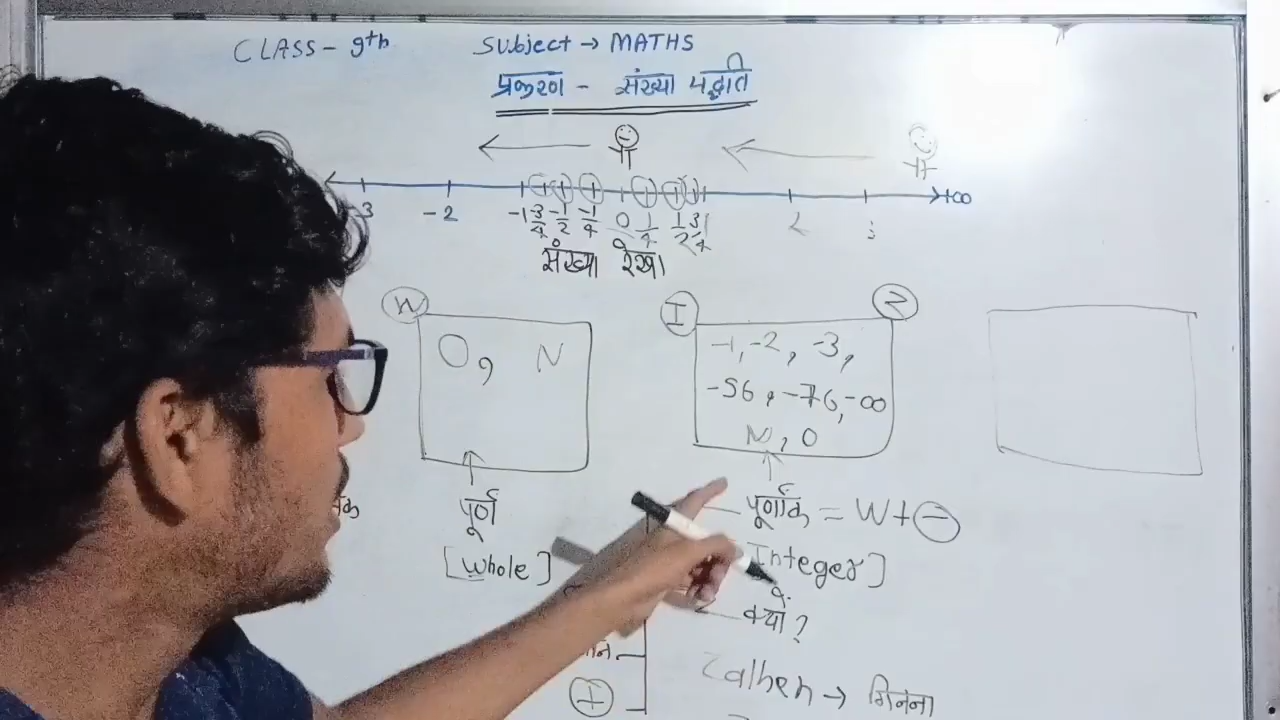 CLASS - 9th Subject → MATHS
प्रकरण - संख्या पद्धति
3 -2 -1 -3/4 -1/2 -1/4 0 1/4 1/2 3/4 1 2 3 +∞
संख्या रेखा
W I Z
0, N
-1, -2, -3,
-56, -76, -∞
N, 0
पूर्ण
[Whole]
पूर्णांक = W + (-)
Integer]
क्यों?
Zalhen → गिनना
+